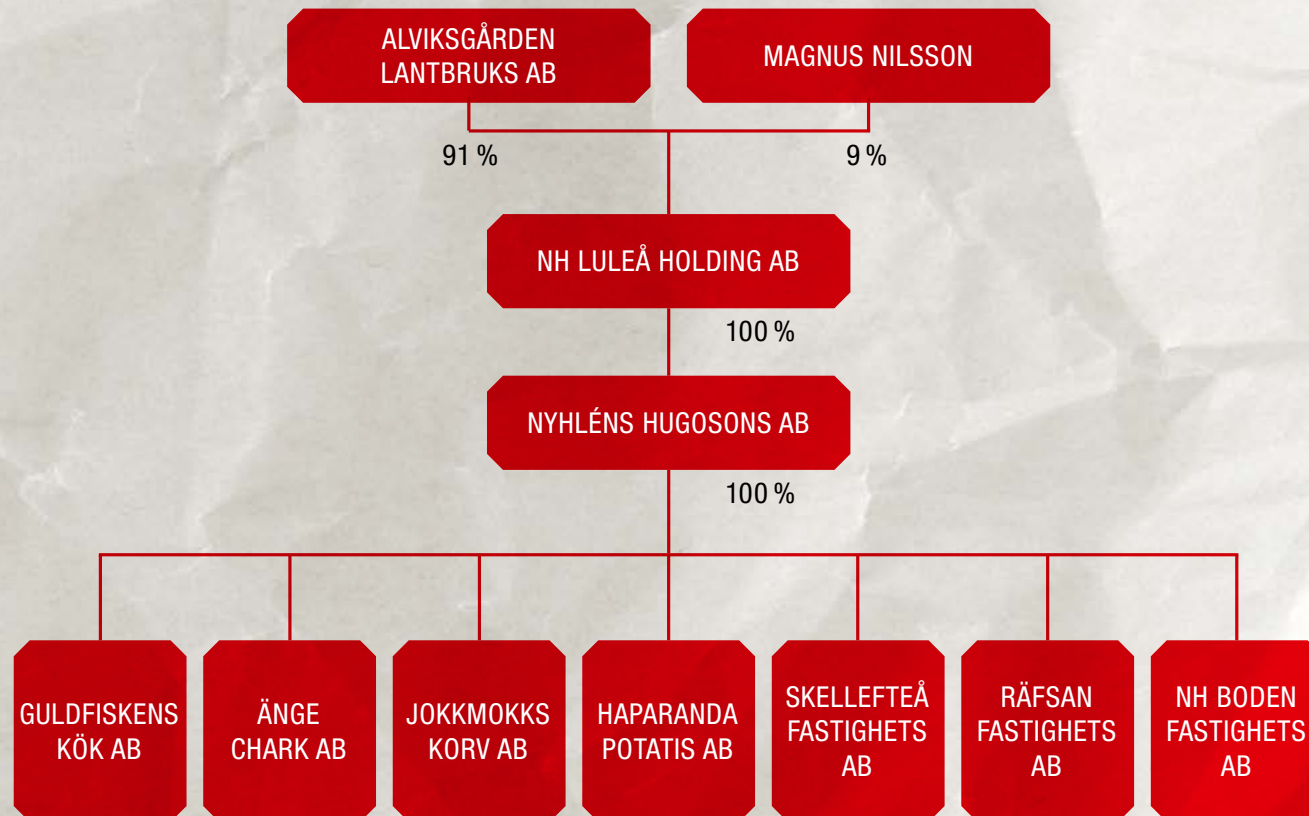 ALVIKSGÅRDEN
LANTBRUKS AB
MAGNUS NILSSON
91 %
9 %
NH LULEÅ HOLDING AB
100 %
NYHLÉNS HUGOSONS AB
100 %
GULDFISKENS
KÖK AB
ÄNGE
CHARK AB
JOKKMOKKS
KORV AB
HAPARANDA
POTATIS AB
SKELLEFTEÅ
FASTIGHETS
AB
RÄFSAN
FASTIGHETS
AB
NH BODEN
FASTIGHETS
AB